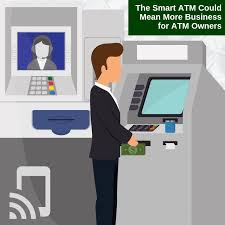 The Smart ATM Could
Mean More Business
for ATM Owners